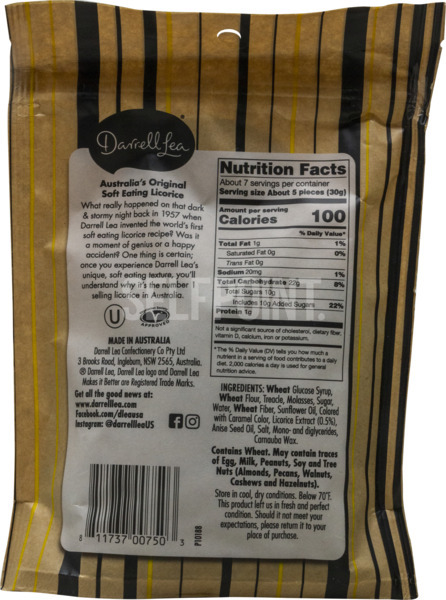 Darrell Lea
Australia's Original
Soft Eating Licorice
What really happened on that dark
& stormy night back in 1957 when
Darrell Lea invented the world's first
soft eating licorice recipe? Was it
a moment of genius or a happy
accident? One thing is certain;
once you experience Darrell Lea's
unique, soft eating texture, you'll
understand why it's the number 1
selling licorice in Australia.
U
APPROVED
MADE IN AUSTRALIA
Darrell Lea Confectionery Co Pty Ltd
3 Brooks Road, Ingleburn NSW 2565, Australia.
® Darrell Lea, Darrell Lea logo and Darrell Lea
Makes it Better are Registered Trade Marks.
Get all the good news at:
www.darrelllea.com
Facebook.com/dleausa
Instagram: @darrellleaUS
8 11737 00750 3
P1018B
Nutrition Facts
About 7 servings per container
Serving size About 5 pieces (30g)
Amount per serving
Calories 100
% Daily Value*
Total Fat 1g 1%
Saturated Fat 0g 0%
Trans Fat 0g
Sodium 20mg 1%
Total Carbohydrate 22g 8%
Total Sugars 10g
Includes 10g Added Sugars 22%
Protein 1g
Not a significant source of cholesterol, dietary fiber,
vitamin D, calcium, iron or potassium.
*The % Daily Value (DV) tells you how much a
nutrient in a serving of food contributes to a daily
diet. 2,000 calories a day is used for general
nutrition advice.
INGREDIENTS: Wheat Glucose Syrup,
Wheat Flour, Treacle, Molasses, Sugar,
Water, Wheat Fiber, Sunflower Oil, Colored
with Caramel Color, Licorice Extract (0.5%),
Anise Seed Oil, Salt, Mono- and diglycerides,
Carnauba Wax.
Contains Wheat. May contain traces
of Egg, Milk, Peanuts, Soy and Tree
Nuts (Almonds, Pecans, Walnuts,
Cashews and Hazelnuts).
Store in cool, dry conditions. Below 70°F.
This product left us in fresh and perfect
condition. Should it not meet your
expectations, please return it to your
place of purchase.
SELFPOINT.